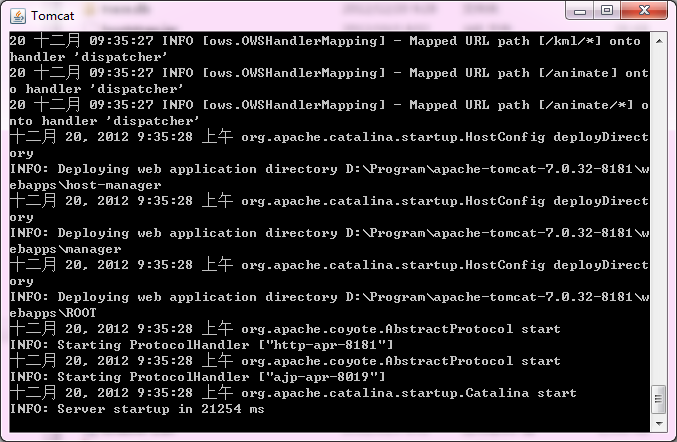 Tomcat
20 十二月 09:35:27 INFO [ows.OWSHandlerMapping] - Mapped URL path [/kml/*] onto
handler 'dispatcher'
20 十二月 09:35:27 INFO [ows.OWSHandlerMapping] - Mapped URL path [/animate] ont
o handler 'dispatcher'
20 十二月 09:35:27 INFO [ows.OWSHandlerMapping] - Mapped URL path [/animate/*] o
nto handler 'dispatcher'
十二月 20, 2012 9:35:28 上午 org.apache.catalina.startup.HostConfig deployDirect
ory
INFO: Deploying web application directory D:\Program\apache-tomcat-7.0.32-8181\w
ebapps\host-manager
十二月 20, 2012 9:35:28 上午 org.apache.catalina.startup.HostConfig deployDirect
ory
INFO: Deploying web application directory D:\Program\apache-tomcat-7.0.32-8181\w
ebapps\manager
十二月 20, 2012 9:35:28 上午 org.apache.catalina.startup.HostConfig deployDirect
ory
INFO: Deploying web application directory D:\Program\apache-tomcat-7.0.32-8181\w
ebapps\ROOT
十二月 20, 2012 9:35:28 上午 org.apache.coyote.AbstractProtocol start
INFO: Starting ProtocolHandler ["http-apr-8181"]
十二月 20, 2012 9:35:28 上午 org.apache.coyote.AbstractProtocol start
INFO: Starting ProtocolHandler ["ajp-apr-8019"]
十二月 20, 2012 9:35:28 上午 org.apache.catalina.startup.Catalina start
INFO: Server startup in 21254 ms